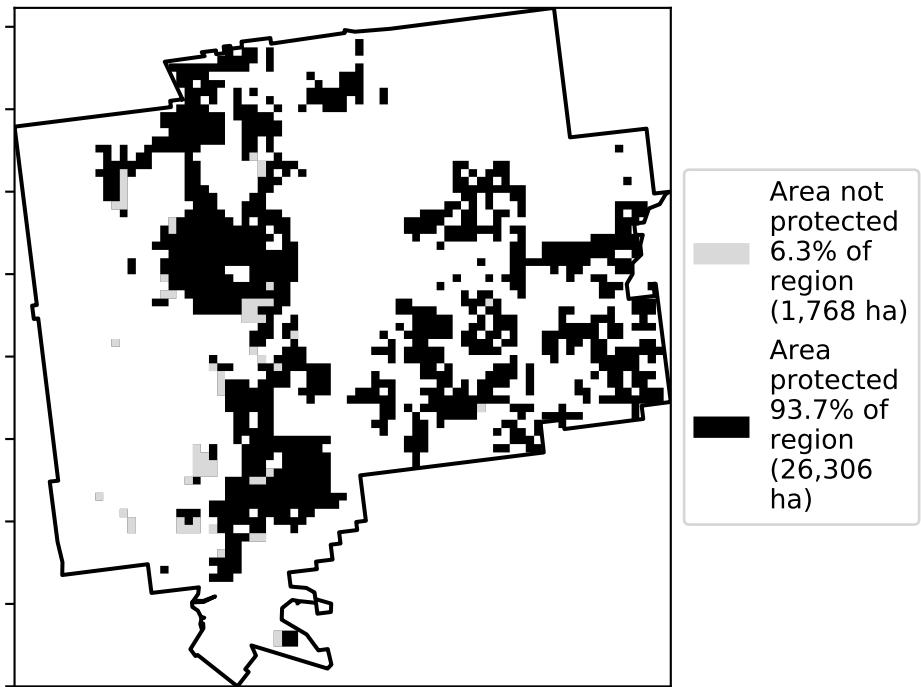 Area not
protected
6.3% of
region
(1,768 ha)
Area
protected
93.7% of
region
(26,306
ha)